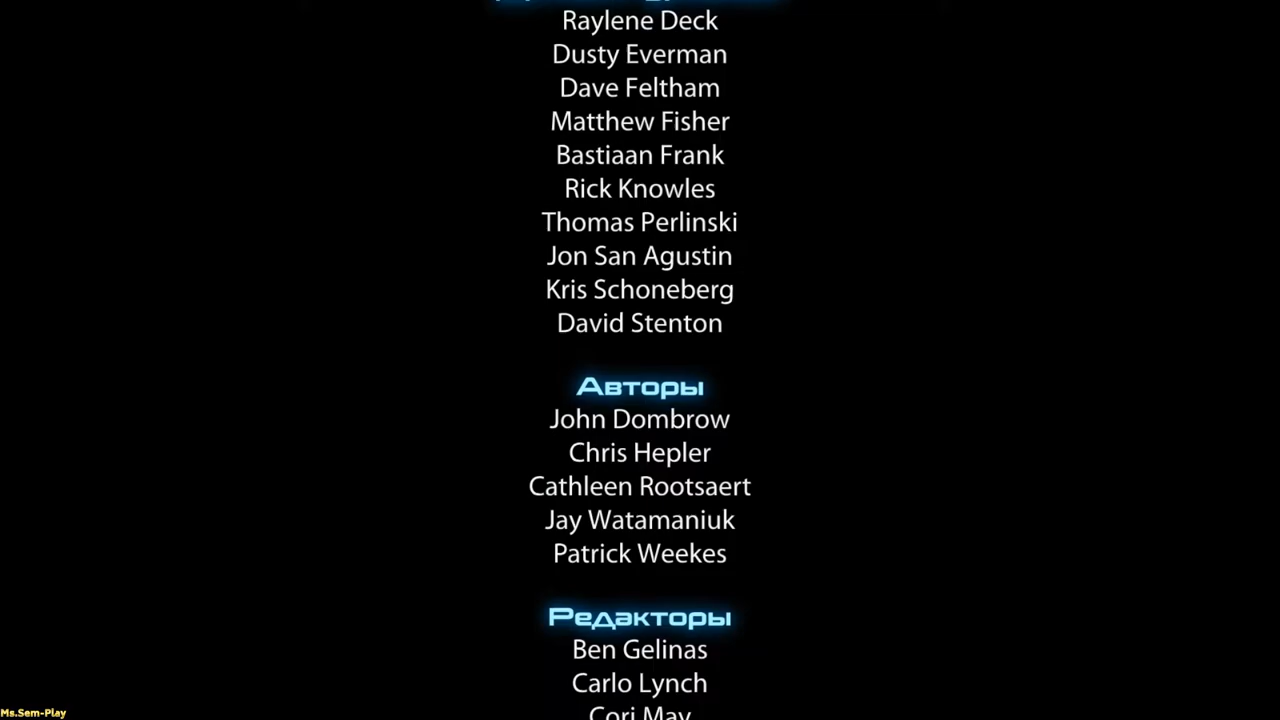 Raylene Deck
Dusty Everman
Dave Feltham
Matthew Fisher
Bastiaan Frank
Rick Knowles
Thomas Perlinski
Jon San Agustin
Kris Schoneberg
David Stenton
Авторы
John Dombrow
Chris Hepler
Cathleen Rootsaert
Jay Watamaniuk
Patrick Weekes
Редакторы
Ben Gelinas
Carlo Lynch
Cori May
Ms.Sem-Play